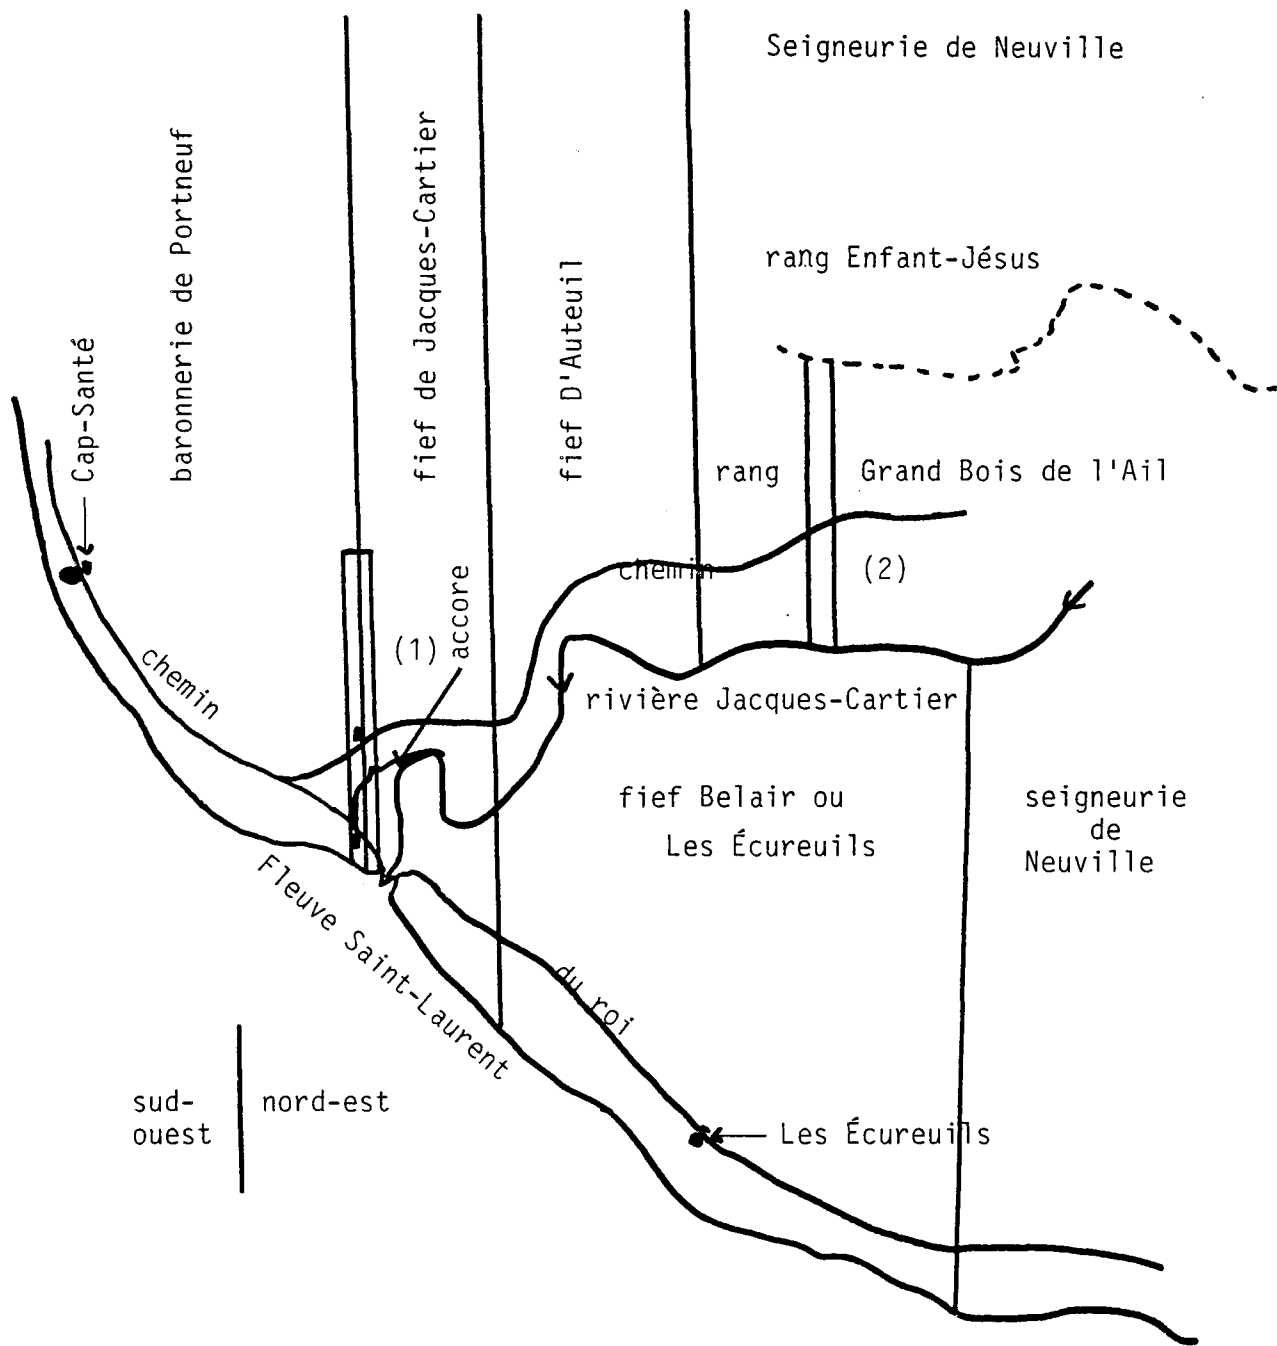 Seigneurie de Neuville
baronnerie de Portneuf
fief de Jacques-Cartier
fief D'Auteuil
rang Enfant-Jésus
Cap-Santé
rang
Grand Bois de l'Ail
chemin
(2)
accore
(1)
chemin
rivière Jacques-Cartier
fief Belair ou
Les Écureuils
seigneurie
de
Neuville
Fleuve Saint-Laurent
du roi
sud-
ouest
nord-est
Les Écureuils